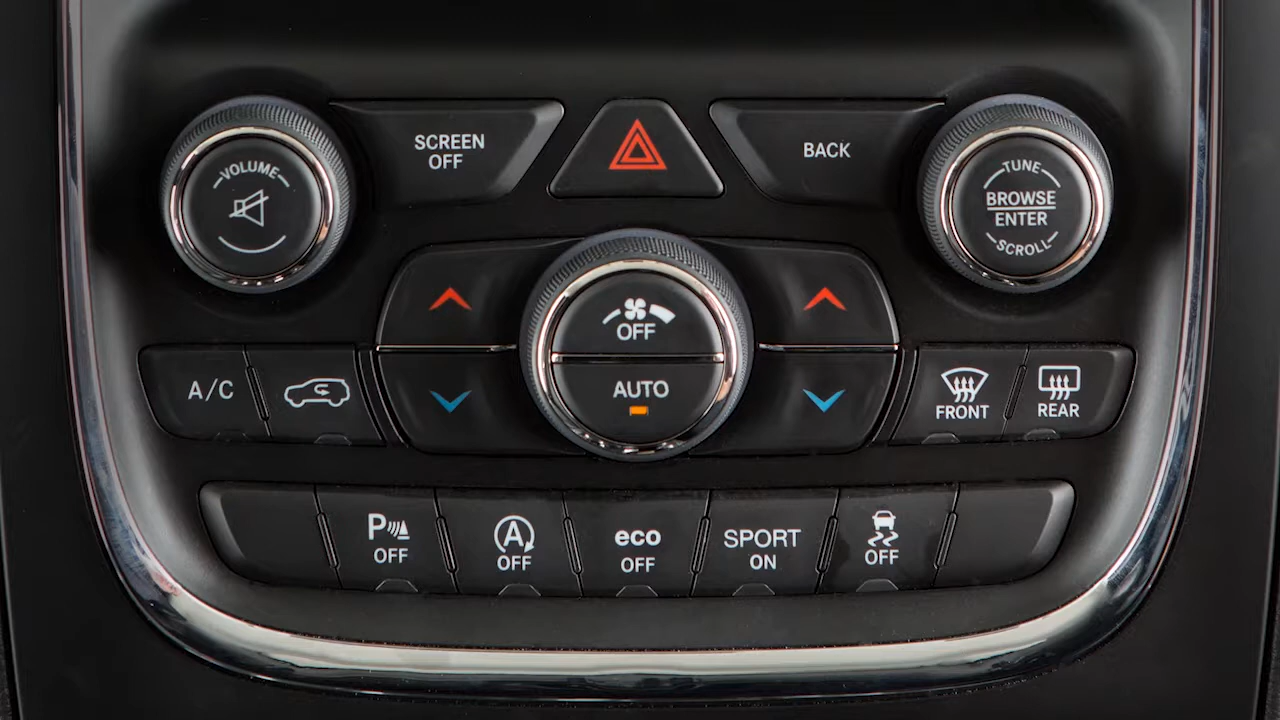 VOLUME
SCREEN
OFF
BACK
TUNE
BROWSE
ENTER
SCROLL
OFF
AUTO
A/C
FRONT
REAR
P
OFF
A
OFF
eco
OFF
SPORT
ON
OFF